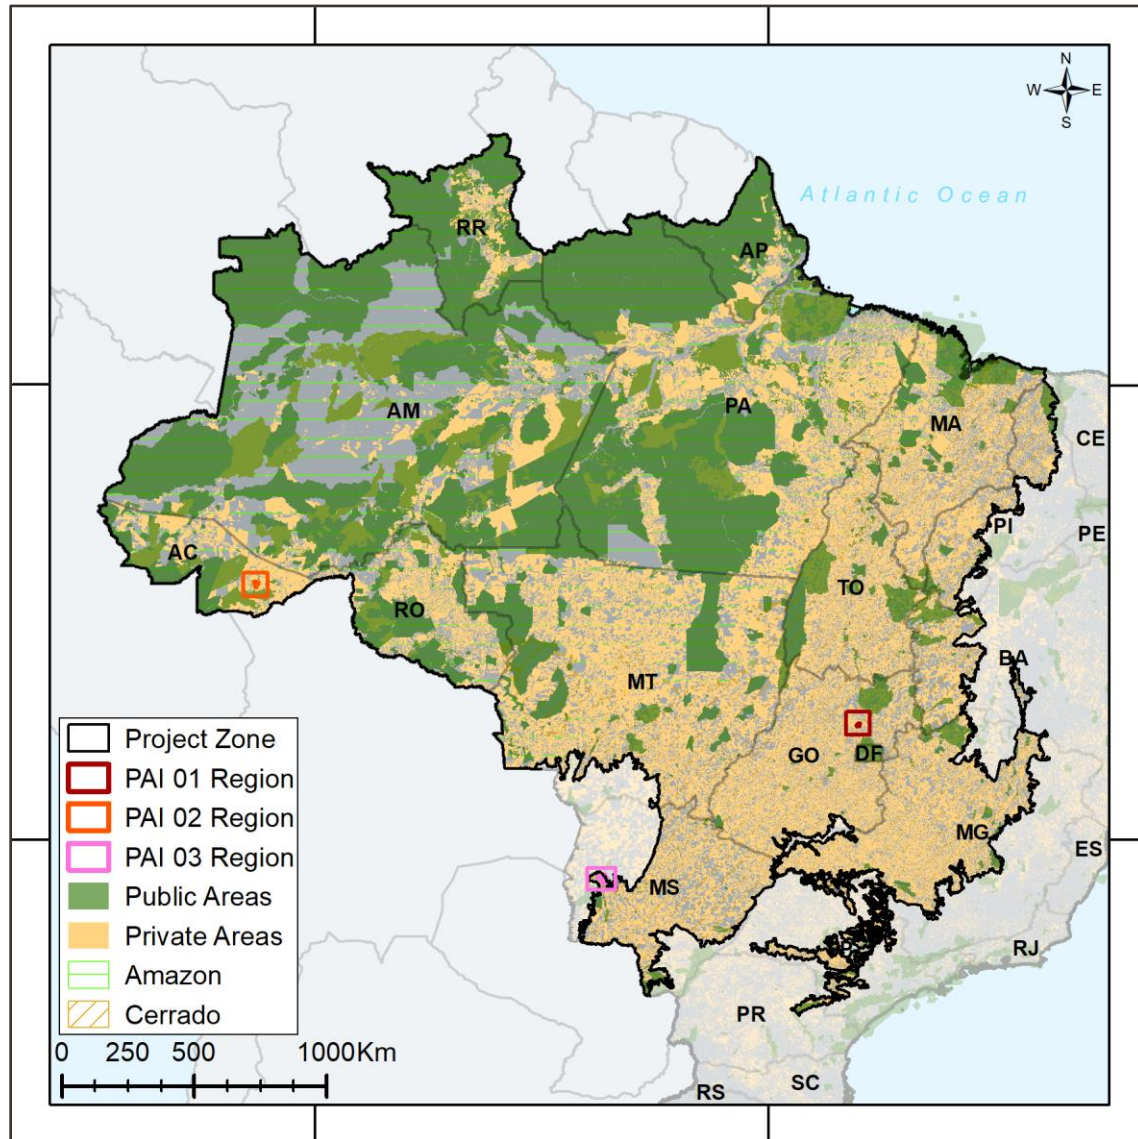 N
W E
S
Atlantic Ocean
RR
AP
AM
PA
MA
CE
PI
PE
AC
RO
TO
BA
MT
GO
DF
MG
ES
MS
RJ
PR
SC
RS
Project Zone
PAI 01 Region
PAI 02 Region
PAI 03 Region
Public Areas
Private Areas
Amazon
Cerrado
0 250 500 1000Km